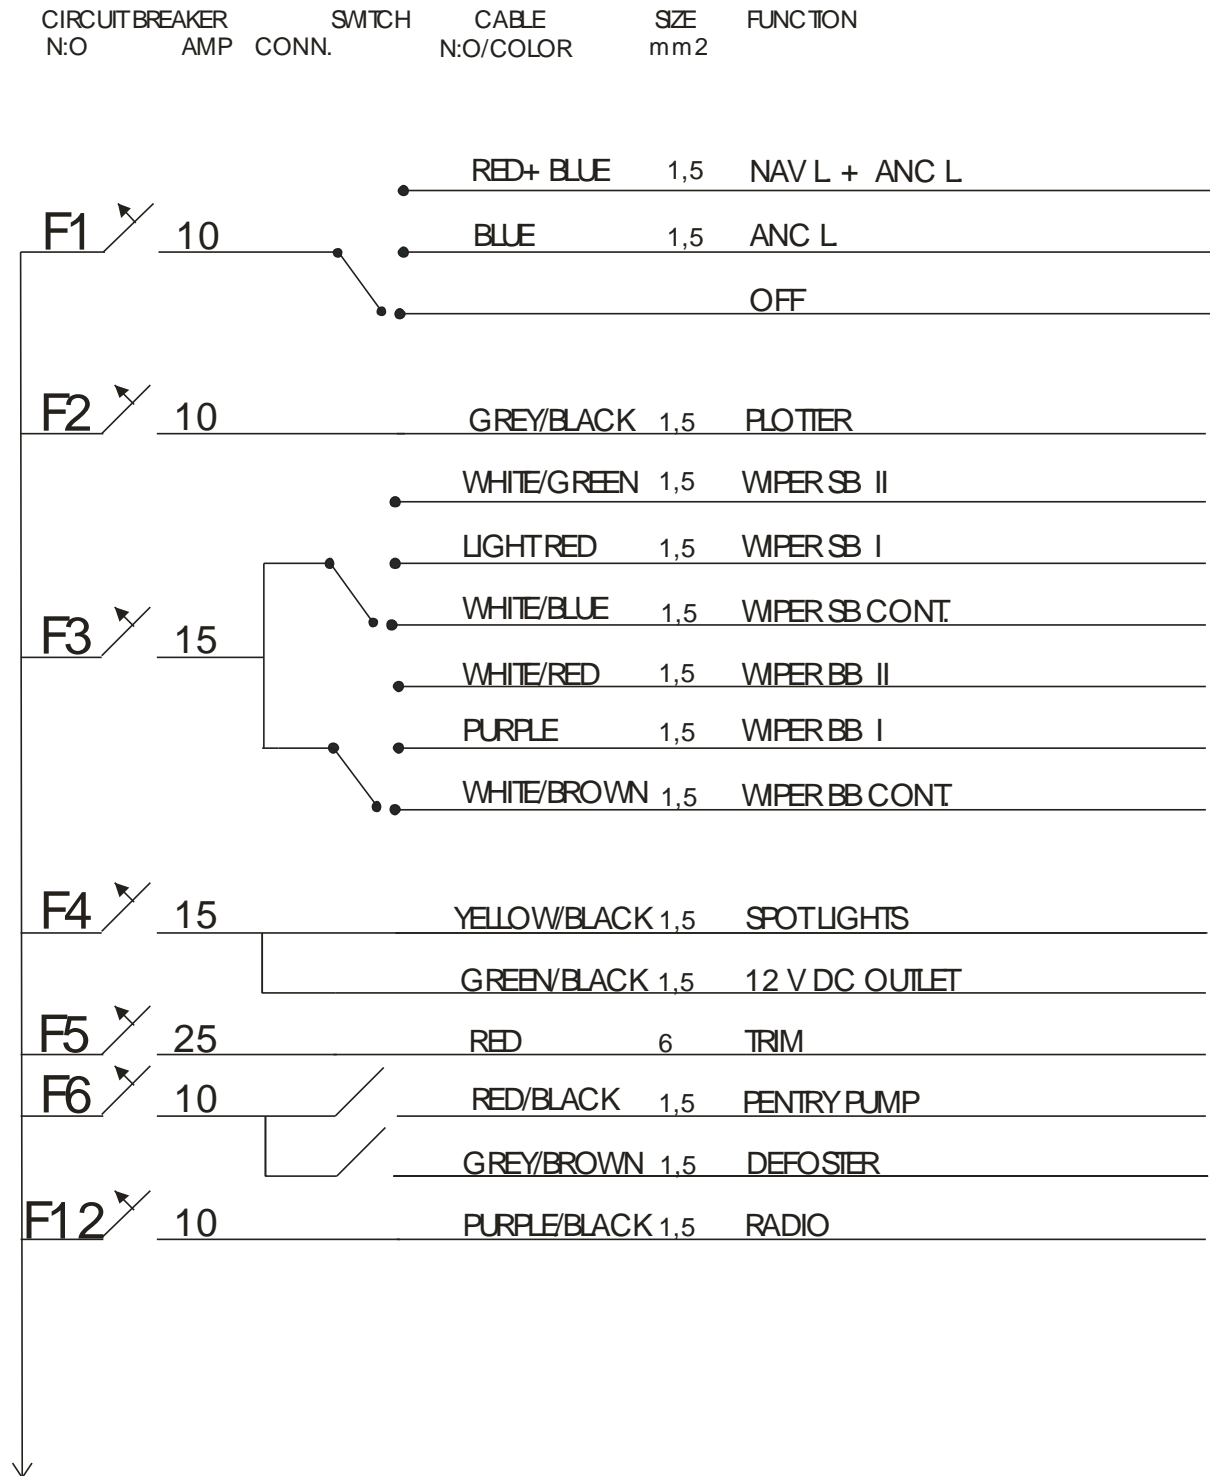 CIRCUIT BREAKER SWITCH CABLE SIZE FUNCTION
N:O AMP CONN. N:O/COLOR mm2
RED+ BLUE 1,5 NAV L + ANC L
F1 10 BLUE 1,5 ANC L
OFF
F2 10 GREY/BLACK 1,5 PLOTTER
WHITE/GREEN 1,5 WIPER SB II
LIGHT RED 1,5 WIPER SB I
F3 15 WHITE/BLUE 1,5 WIPER SB CONT.
WHITE/RED 1,5 WIPER BB II
PURPLE 1,5 WIPER BB I
WHITE/BROWN 1,5 WIPER BB CONT.
F4 15 YELLOW/BLACK 1,5 SPOT LIGHTS
GREEN/BLACK 1,5 12 V DC OUTLET
F5 25 RED 6 TRIM
F6 10 RED/BLACK 1,5 PENTRY PUMP
GREY/BROWN 1,5 DEFOSTER
F12 10 PURPLE/BLACK 1,5 RADIO